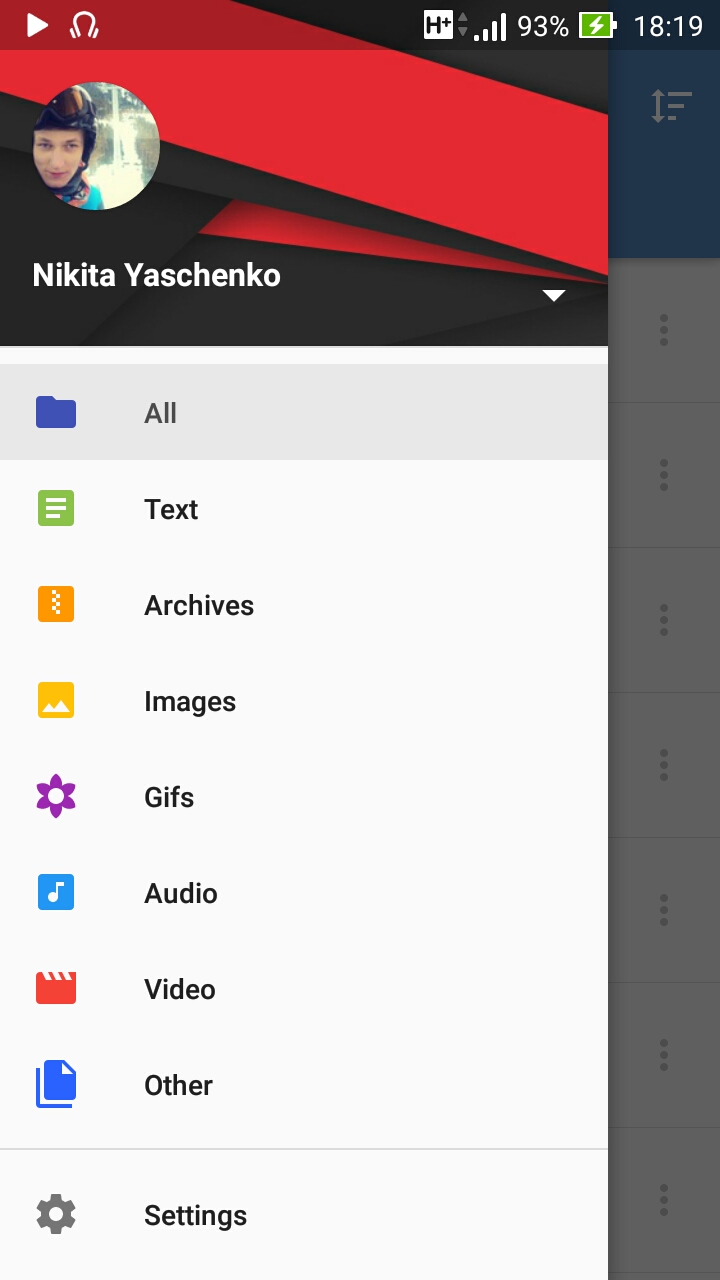 H+ 93% 18:19
Nikita Yaschenko
All
Text
Archives
Images
Gifs
Audio
Video
Other
Settings